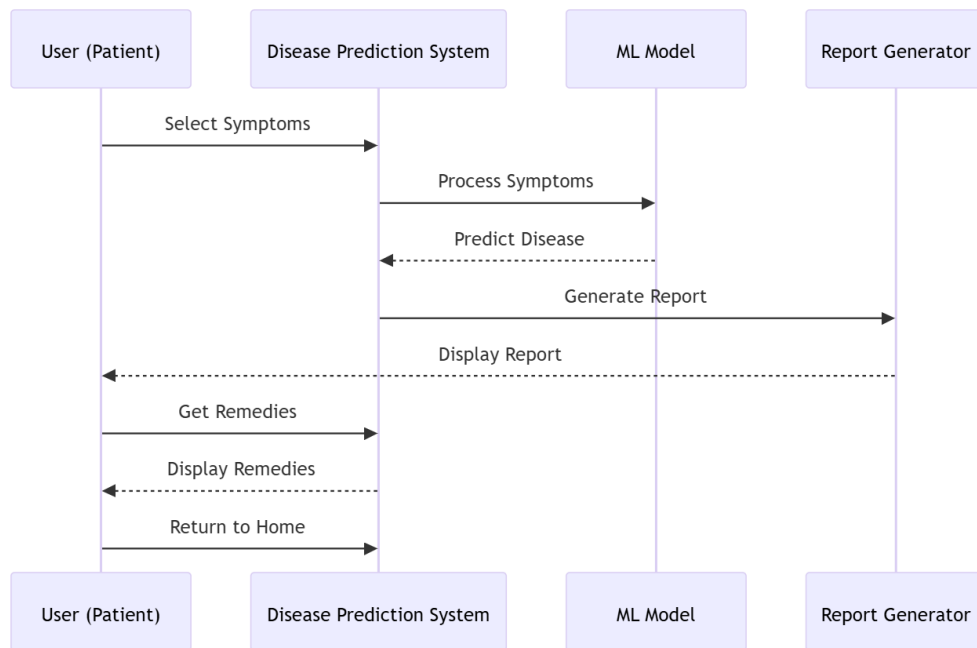 User (Patient)
Disease Prediction System
ML Model
Report Generator
Select Symptoms
Process Symptoms
Predict Disease
Generate Report
Display Report
Get Remedies
Display Remedies
Return to Home
User (Patient)
Disease Prediction System
ML Model
Report Generator